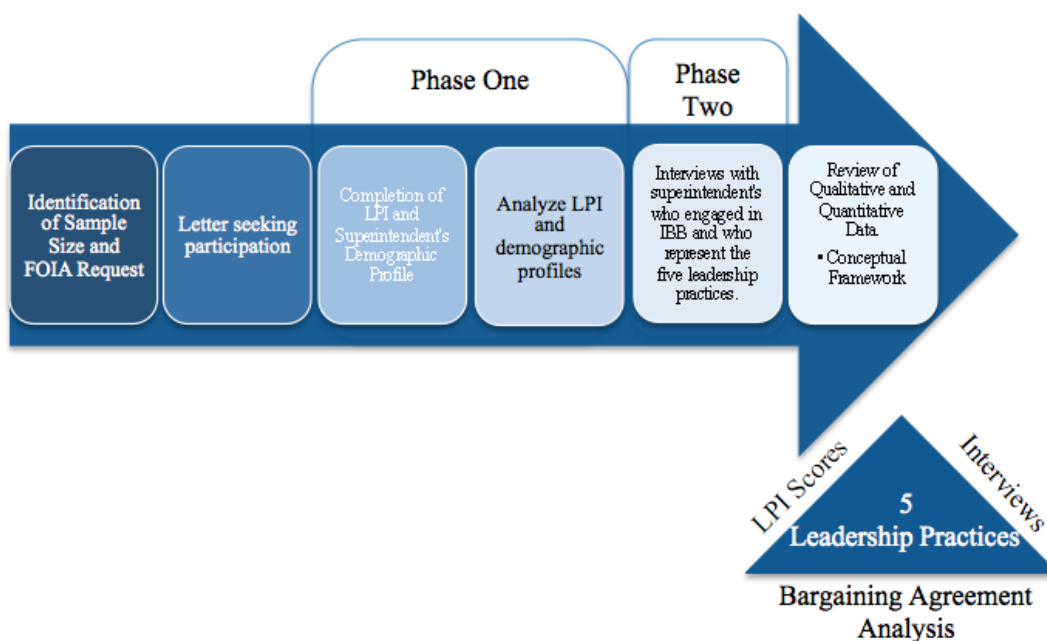 Phase One
Phase
Two
Identification
of Sample
Size and
FOIA Request
Letter seeking
participation
Completion of
LPI and
Superintendent's
Demographic
Profile
Analyze LPI
and
demographic
profiles
Interviews with
superintendent's
who engaged in
IBB and who
represent the
five leadership
practices.
Review of
Qualitative and
Quantitative
Data
▪ Conceptual
Framework
LPI Scores
Interviews
5
Leadership Practices
Bargaining Agreement
Analysis